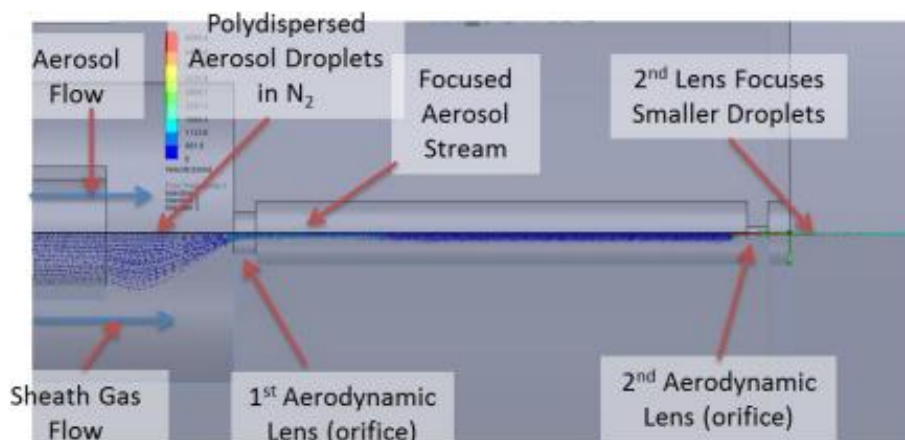 Polydispersed
Aerosol Droplets
in N₂
Aerosol
Flow
Focused
Aerosol
Stream
2nd Lens Focuses
Smaller Droplets
Sheath Gas
Flow
1st Aerodynamic
Lens (orifice)
2nd Aerodynamic
Lens (orifice)